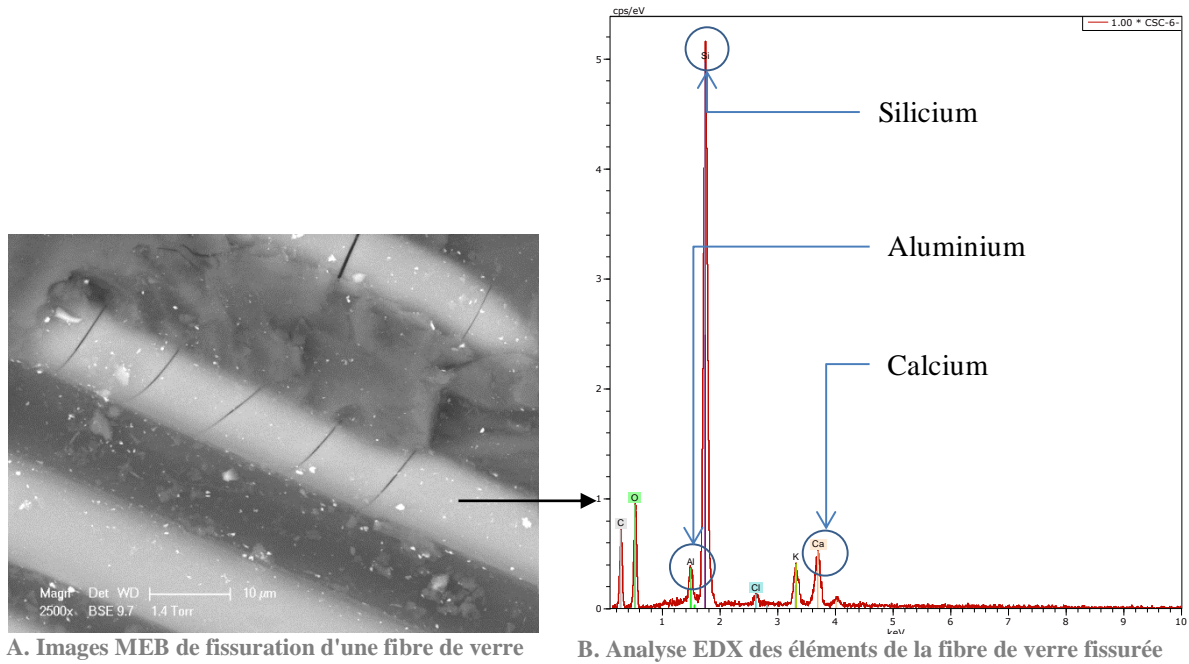 cps/eV
1.00 * CSC-6-
5
4
3
2
1
0
Si
Silicium
Aluminium
Calcium
O
C
Al
Cl
K
Ca
1 2 3 4 5 6 7 8 9 10
keV
Magn Det WD 10 µm
2500x BSE 9.7 1.4 Torr
A. Images MEB de fissuration d'une fibre de verre
B. Analyse EDX des éléments de la fibre de verre fissurée